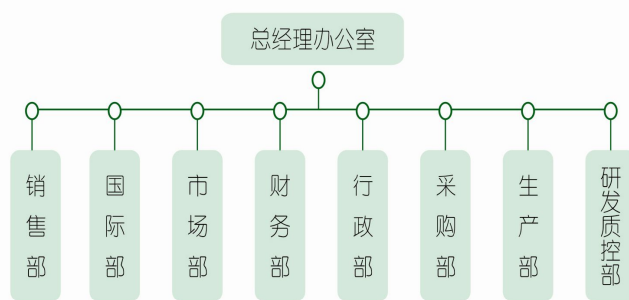 总经理办公室
销售部
国际部
市场部
财务部
行政部
采购部
生产部
研发质控部